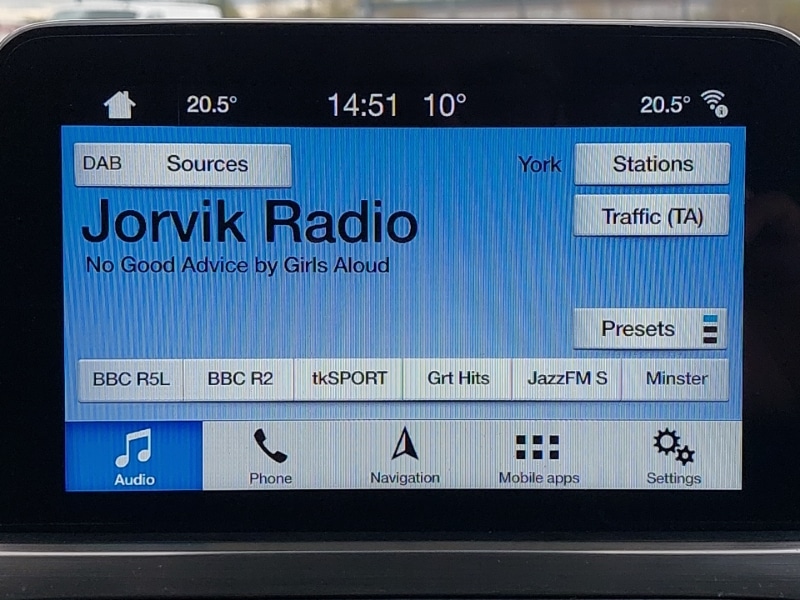 20.5° 14:51 10° 20.5°
DAB Sources York Stations
Jorvik Radio Traffic (TA)
No Good Advice by Girls Aloud
Presets
BBC R5L BBC R2 tkSPORT Grt Hits JazzFM S Minster
Audio Phone Navigation Mobile apps Settings